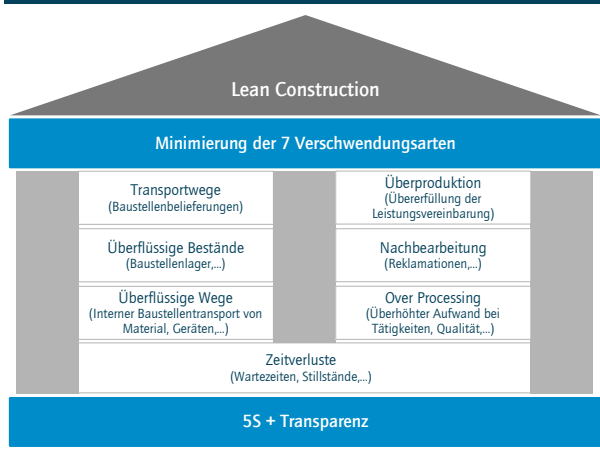 Lean Construction
Minimierung der 7 Verschwendungsarten
Transportwege
(Baustellenbelieferungen)
Überproduktion
(Übererfüllung der
Leistungsvereinbarung)
Überflüssige Bestände
(Baustellenlager,...)
Nachbearbeitung
(Reklamationen,...)
Überflüssige Wege
(Interner Baustellentransport von
Material, Geräten,...)
Over Processing
(Überhöhter Aufwand bei
Tätigkeiten, Qualität,...)
Zeitverluste
(Wartezeiten, Stillstände,...)
5S + Transparenz